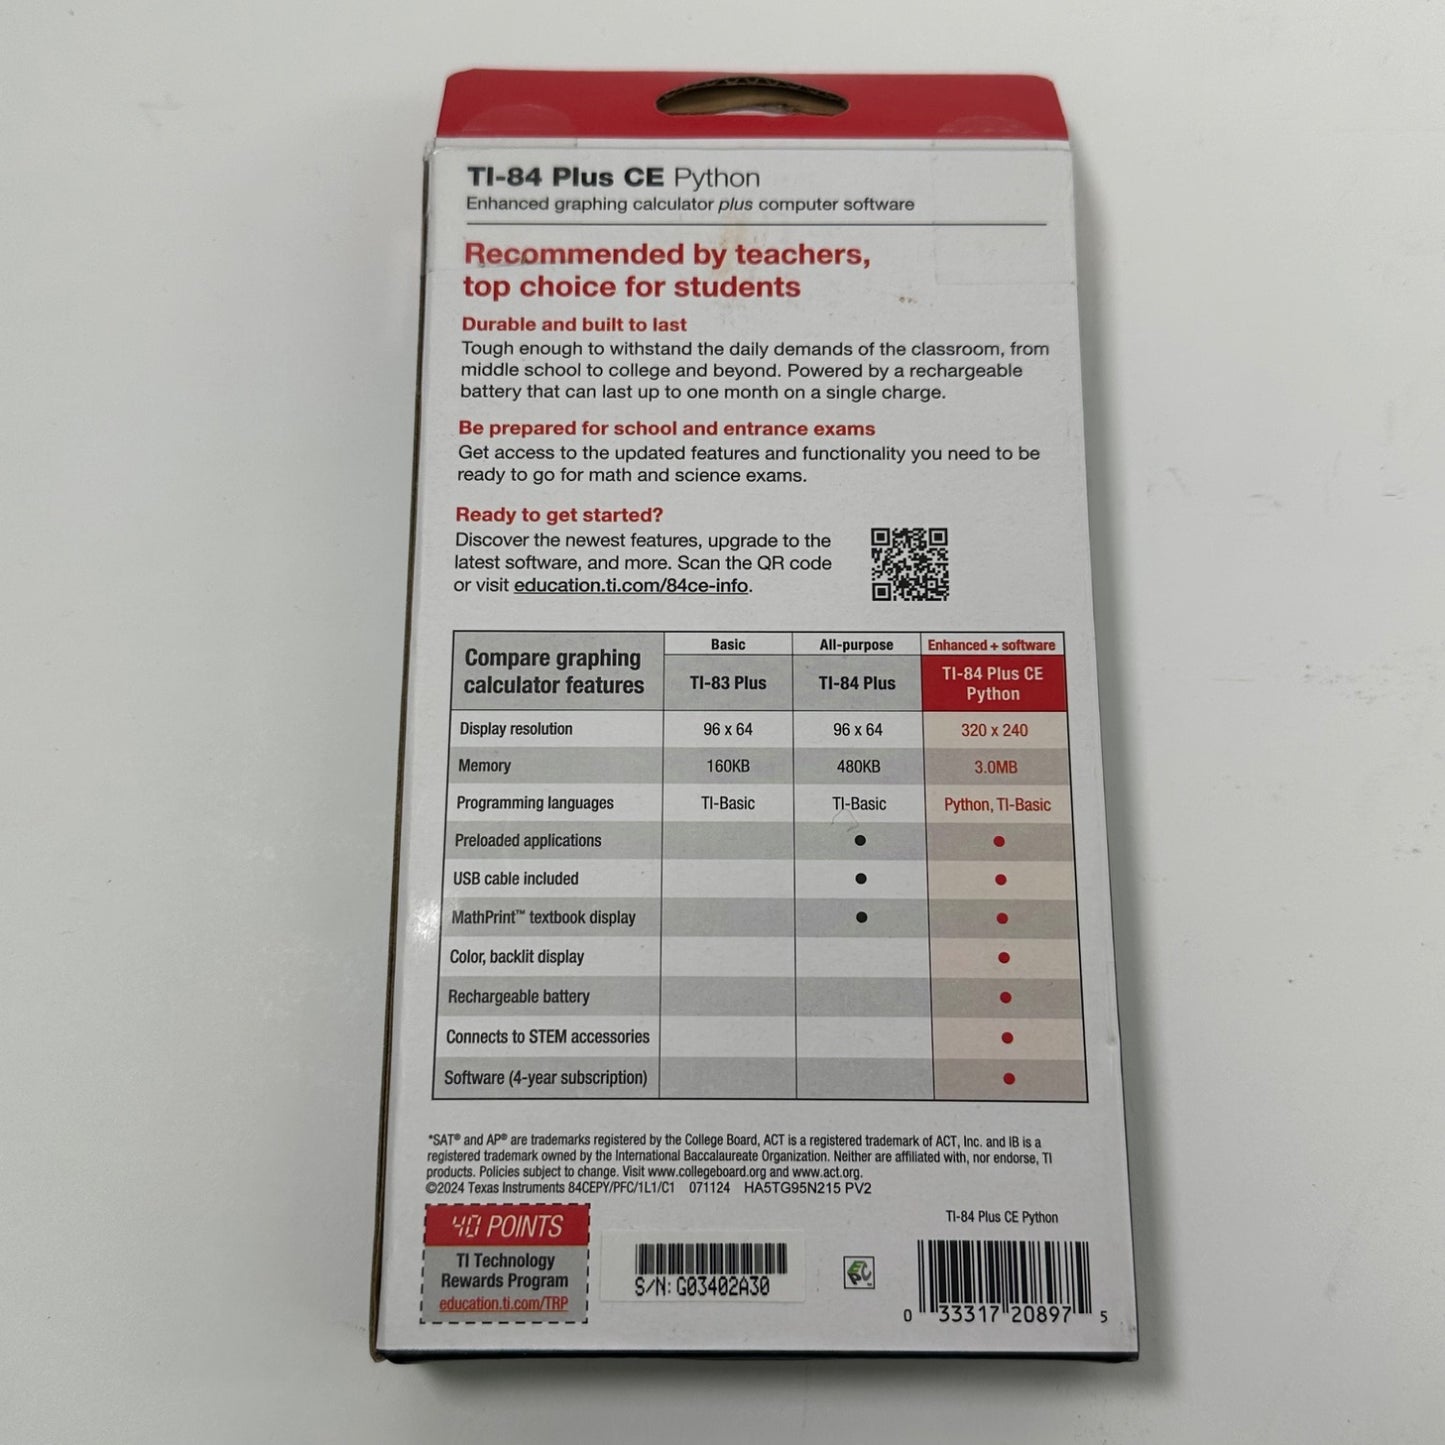 TI-84 Plus CE Python
Enhanced graphing calculator plus computer software
Recommended by teachers,
top choice for students
Durable and built to last
Tough enough to withstand the daily demands of the classroom, from
middle school to college and beyond. Powered by a rechargeable
battery that can last up to one month on a single charge.
Be prepared for school and entrance exams
Get access to the updated features and functionality you need to be
ready to go for math and science exams.
Ready to get started?
Discover the newest features, upgrade to the
latest software, and more. Scan the QR code
or visit education.ti.com/84ce-info.
Compare graphing
calculator features
Basic All-purpose Enhanced + software
TI-83 Plus TI-84 Plus TI-84 Plus CE
Python
Display resolution 96 x 64 96 x 64 320 x 240
Memory 160KB 480KB 3.0MB
Programming languages TI-Basic TI-Basic Python, TI-Basic
Preloaded applications ● ●
USB cable included ● ●
MathPrint™ textbook display ● ●
Color, backlit display ●
Rechargeable battery ●
Connects to STEM accessories ●
Software (4-year subscription) ●
*SAT® and AP® are trademarks registered by the College Board, ACT is a registered trademark of ACT, Inc. and IB is a
registered trademark owned by the International Baccalaureate Organization. Neither are affiliated with, nor endorse, TI
products. Policies subject to change. Visit www.collegeboard.org and www.act.org.
©2024 Texas Instruments 84CEPY/PFC/1L1/C1 071124 HA5TG95N215 PV2
40 POINTS
TI Technology
Rewards Program
education.ti.com/TRP
S/N: G03402A30
TI-84 Plus CE Python
0 33317 20897 5